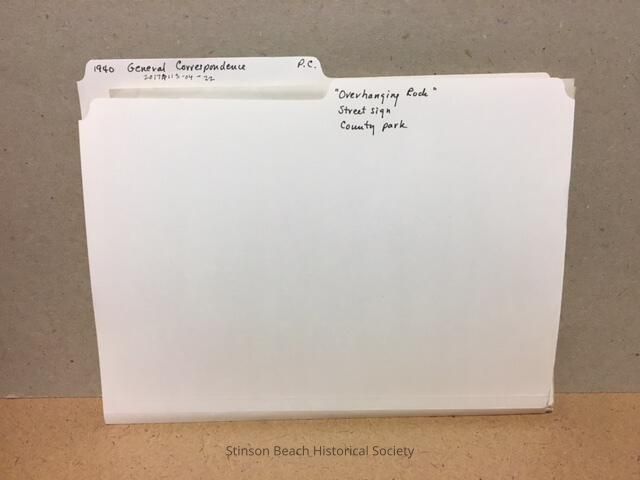 1940 General Correspondence P.C.
"Overhanging Rock"
Street sign
County park
Stinson Beach Historical Society